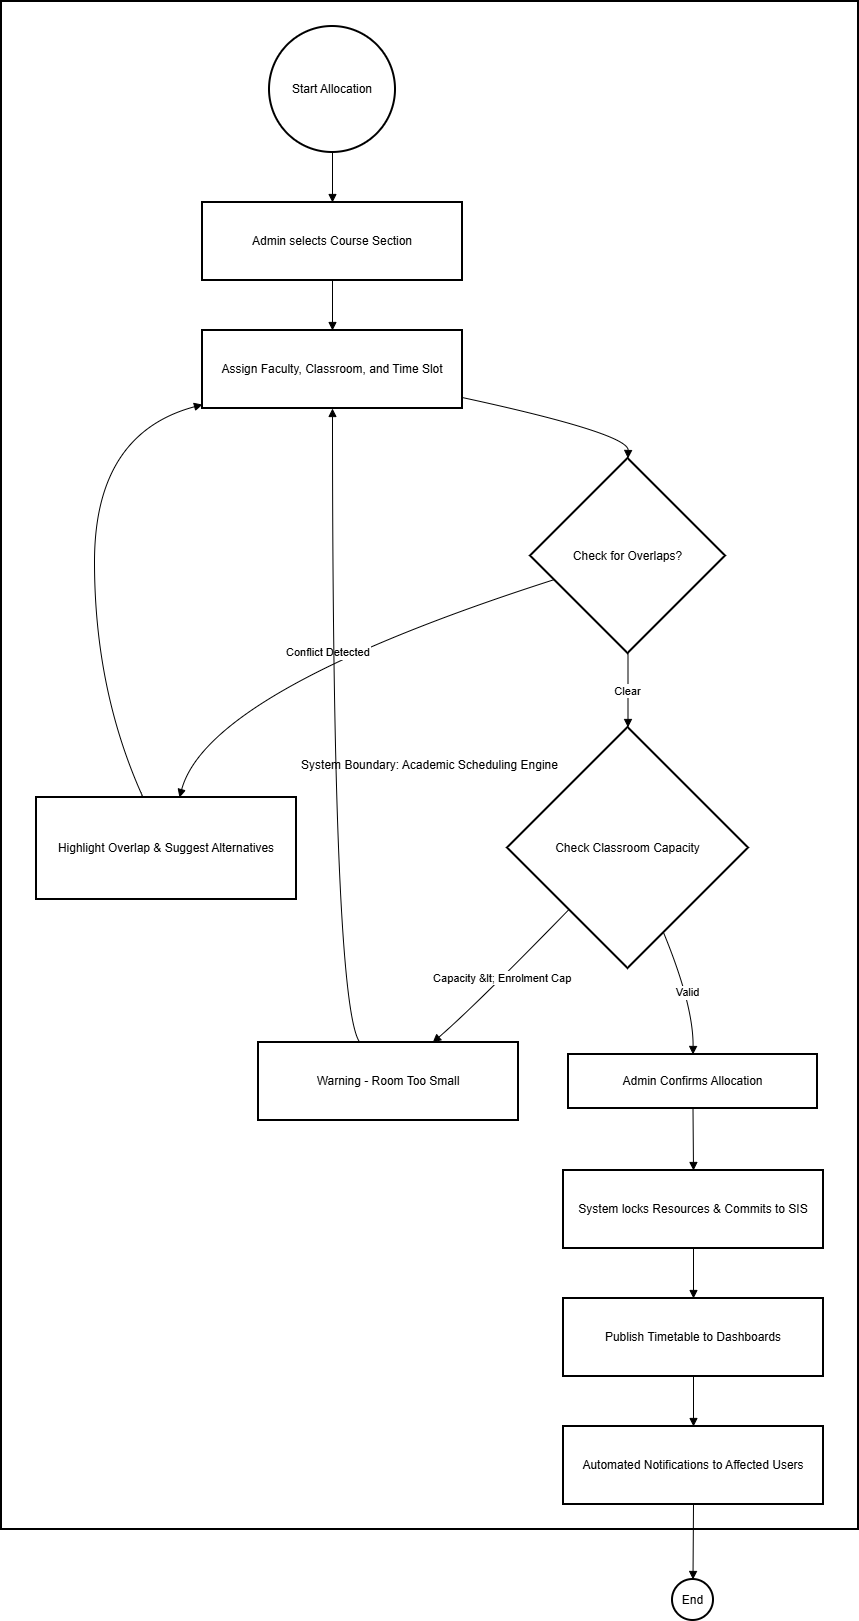 Start Allocation
Admin selects Course Section
Assign Faculty, Classroom, and Time Slot
Check for Overlaps?
Conflict Detected
Clear
System Boundary: Academic Scheduling Engine
Highlight Overlap & Suggest Alternatives
Check Classroom Capacity
Capacity &lt; Enrolment Cap
Valid
Warning - Room Too Small
Admin Confirms Allocation
System locks Resources & Commits to SIS
Publish Timetable to Dashboards
Automated Notifications to Affected Users
End